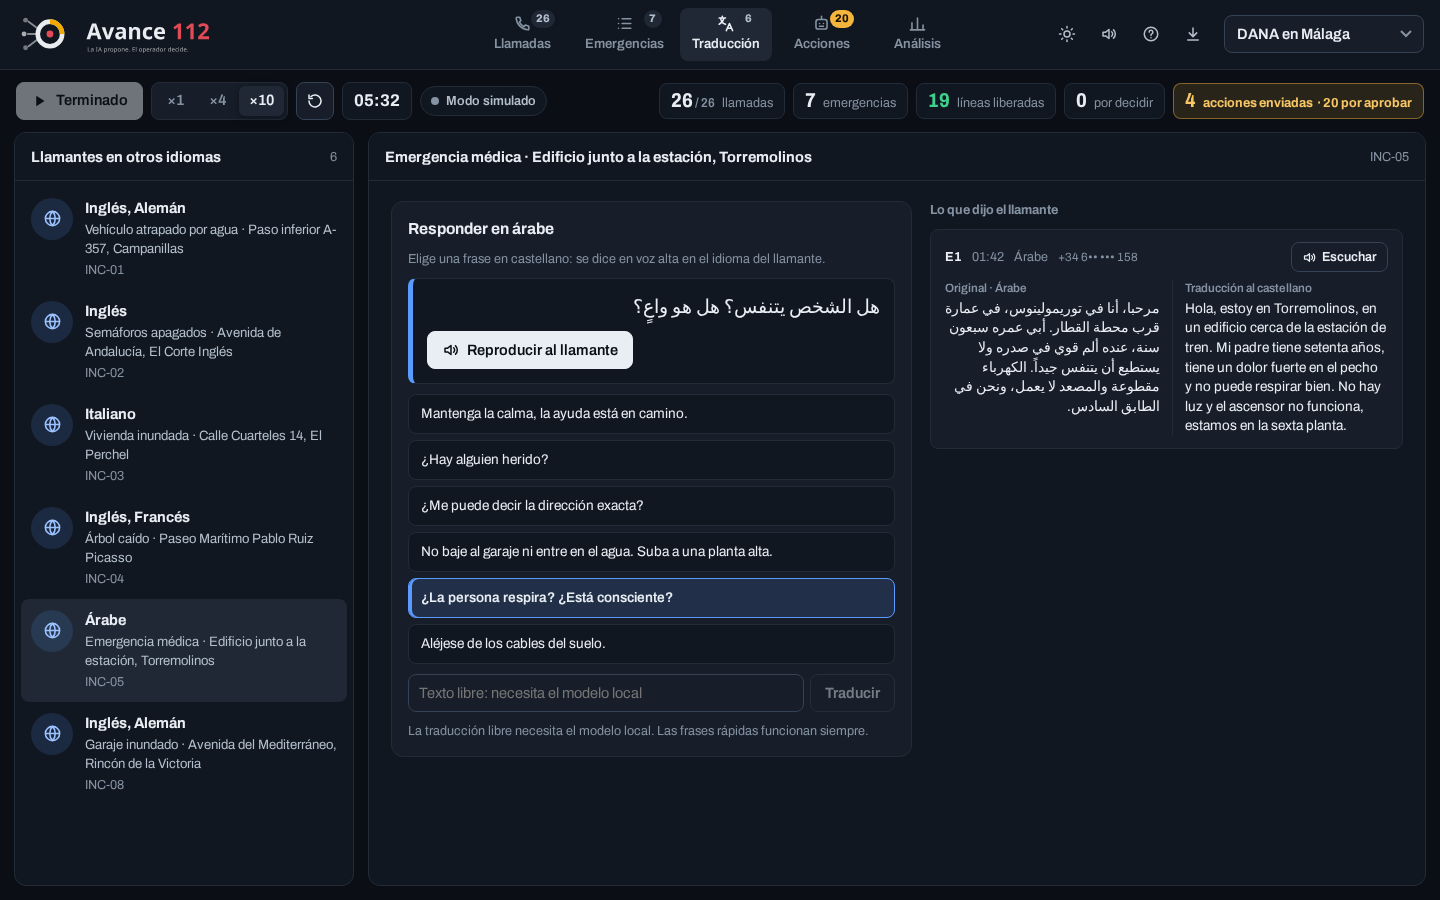 Avance 112
La IA propone. El operador decide.
26
Llamadas
7
Emergencias
6
Traducción
20
Acciones
Análisis
DANA en Málaga
Terminado
×1
×4
×10
05:32
Modo simulado
26 / 26 llamadas
7 emergencias
19 líneas liberadas
0 por decidir
4 acciones enviadas · 20 por aprobar
Llamantes en otros idiomas
6
Inglés, Alemán
Vehículo atrapado por agua · Paso inferior A-
357, Campanillas
INC-01
Inglés
Semáforos apagados · Avenida de
Andalucía, El Corte Inglés
INC-02
Italiano
Vivienda inundada · Calle Cuarteles 14, El
Perchel
INC-03
Inglés, Francés
Árbol caído · Paseo Marítimo Pablo Ruiz
Picasso
INC-04
Árabe
Emergencia médica · Edificio junto a la
estación, Torremolinos
INC-05
Inglés, Alemán
Garaje inundado · Avenida del Mediterráneo,
Rincón de la Victoria
INC-08
Emergencia médica · Edificio junto a la estación, Torremolinos
INC-05
Responder en árabe
Elige una frase en castellano: se dice en voz alta en el idioma del llamante.
هل الشخص يتنفس؟ هل هو واعٍ؟
Reproducir al llamante
Mantenga la calma, la ayuda está en camino.
¿Hay alguien herido?
¿Me puede decir la dirección exacta?
No baje al garaje ni entre en el agua. Suba a una planta alta.
¿La persona respira? ¿Está consciente?
Aléjese de los cables del suelo.
Texto libre: necesita el modelo local
Traducir
La traducción libre necesita el modelo local. Las frases rápidas funcionan siempre.
Lo que dijo el llamante
E1 01:42 Árabe +34 6•• ••• 158
Escuchar
Original · Árabe
مرحبا، أنا في توريمولينوس، في عمارة
قرب محطة القطار. أبي عمره سبعون
سنة، عنده ألم قوي في صدره ولا
يستطيع أن يتنفس جيداً. الكهرباء
مقطوعة والمصعد لا يعمل، ونحن في
الطابق السادس.
Traducción al castellano
Hola, estoy en Torremolinos, en
un edificio cerca de la estación de
tren. Mi padre tiene setenta años,
tiene un dolor fuerte en el pecho
y no puede respirar bien. No hay
luz y el ascensor no funciona,
estamos en la sexta planta.